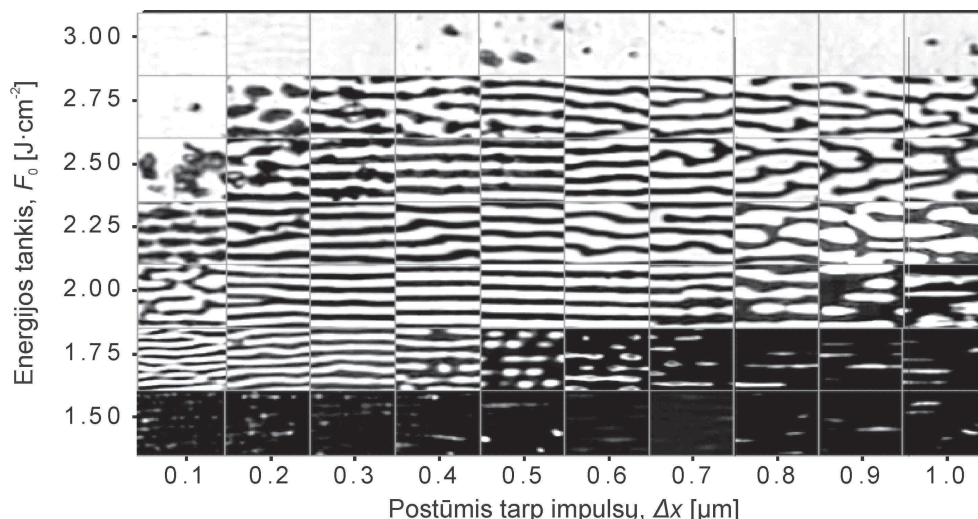 Energijos tankis, F₀ [J·cm⁻²]
3.00
2.75
2.50
2.25
2.00
1.75
1.50
0.1 0.2 0.3 0.4 0.5 0.6 0.7 0.8 0.9 1.0
Postūmis tarp impulsų, Δx [µm]